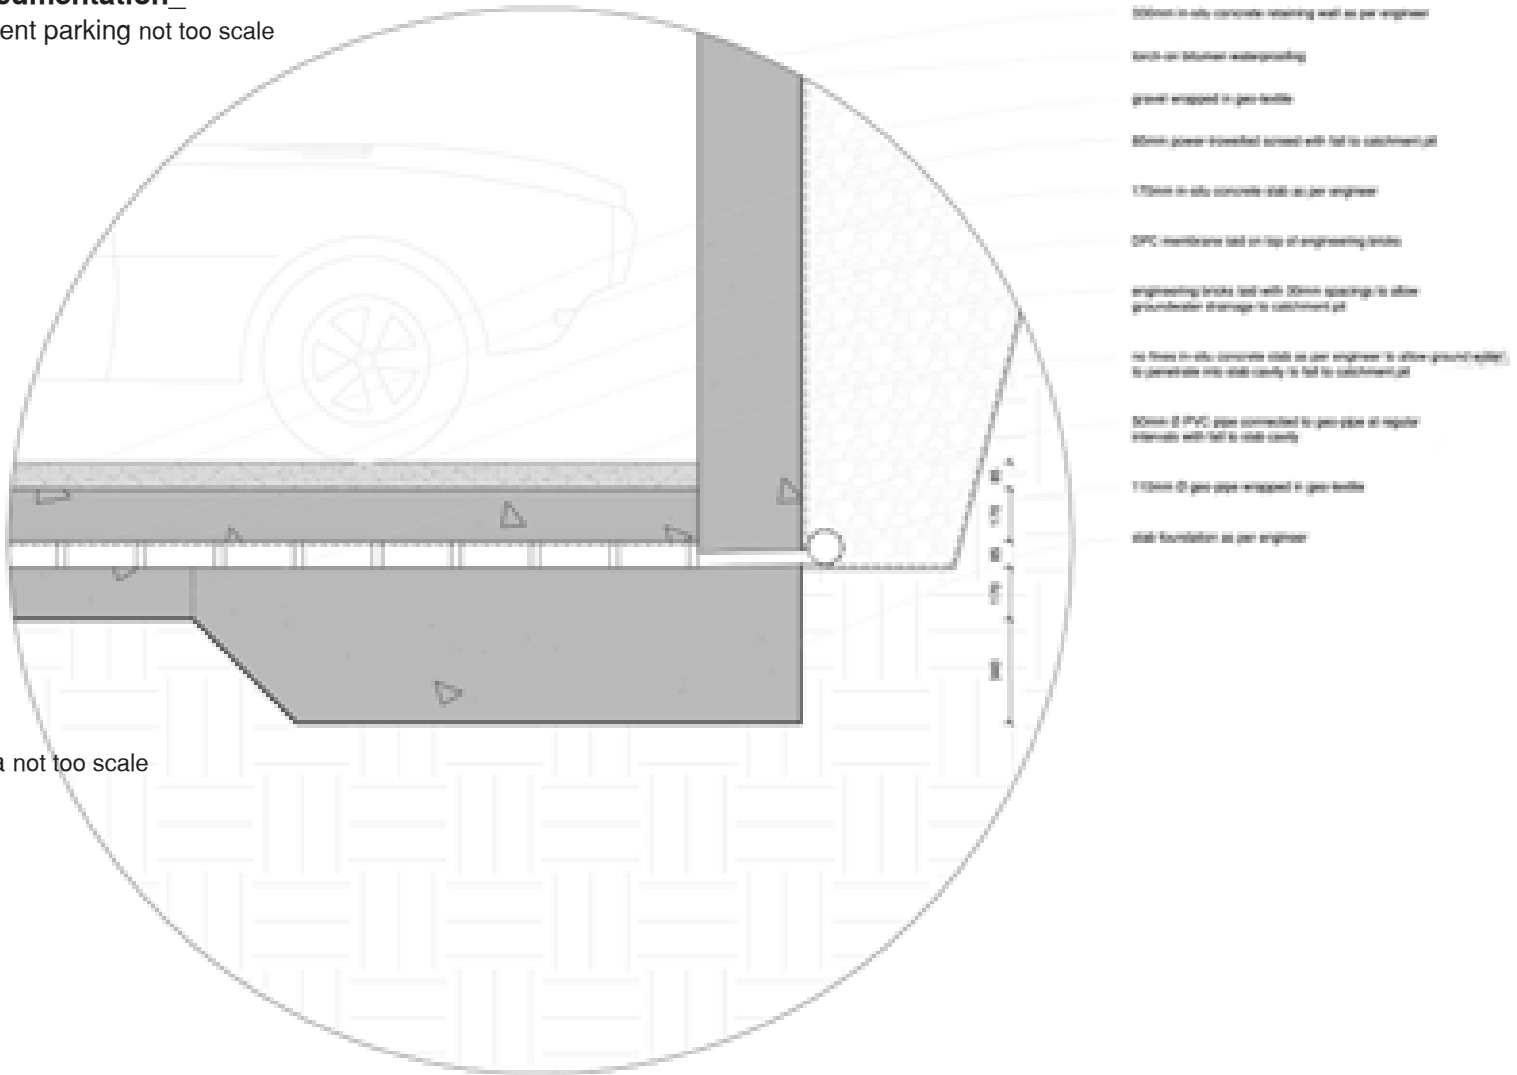 umentation_
ent parking not too scale
in-situ concrete retaining wall as per engineer
torch-on bitumen waterproofing
gravel wrapped in geo-textile
power-trowelled screed with fall to catchment pit
170mm in-situ concrete slab as per engineer
DPC membrane laid on top of engineering bricks
engineering bricks laid with spacings to allow
groundwater drainage to catchment pit
no fines in-situ concrete slab as per engineer to allow ground water
to penetrate into slab cavity to fall to catchment pit
50mm Ø PVC pipe connected to geo-pipe at regular
intervals with fall to slab cavity
110mm Ø geo-pipe wrapped in geo-textile
slab foundation as per engineer
170
170
a not too scale